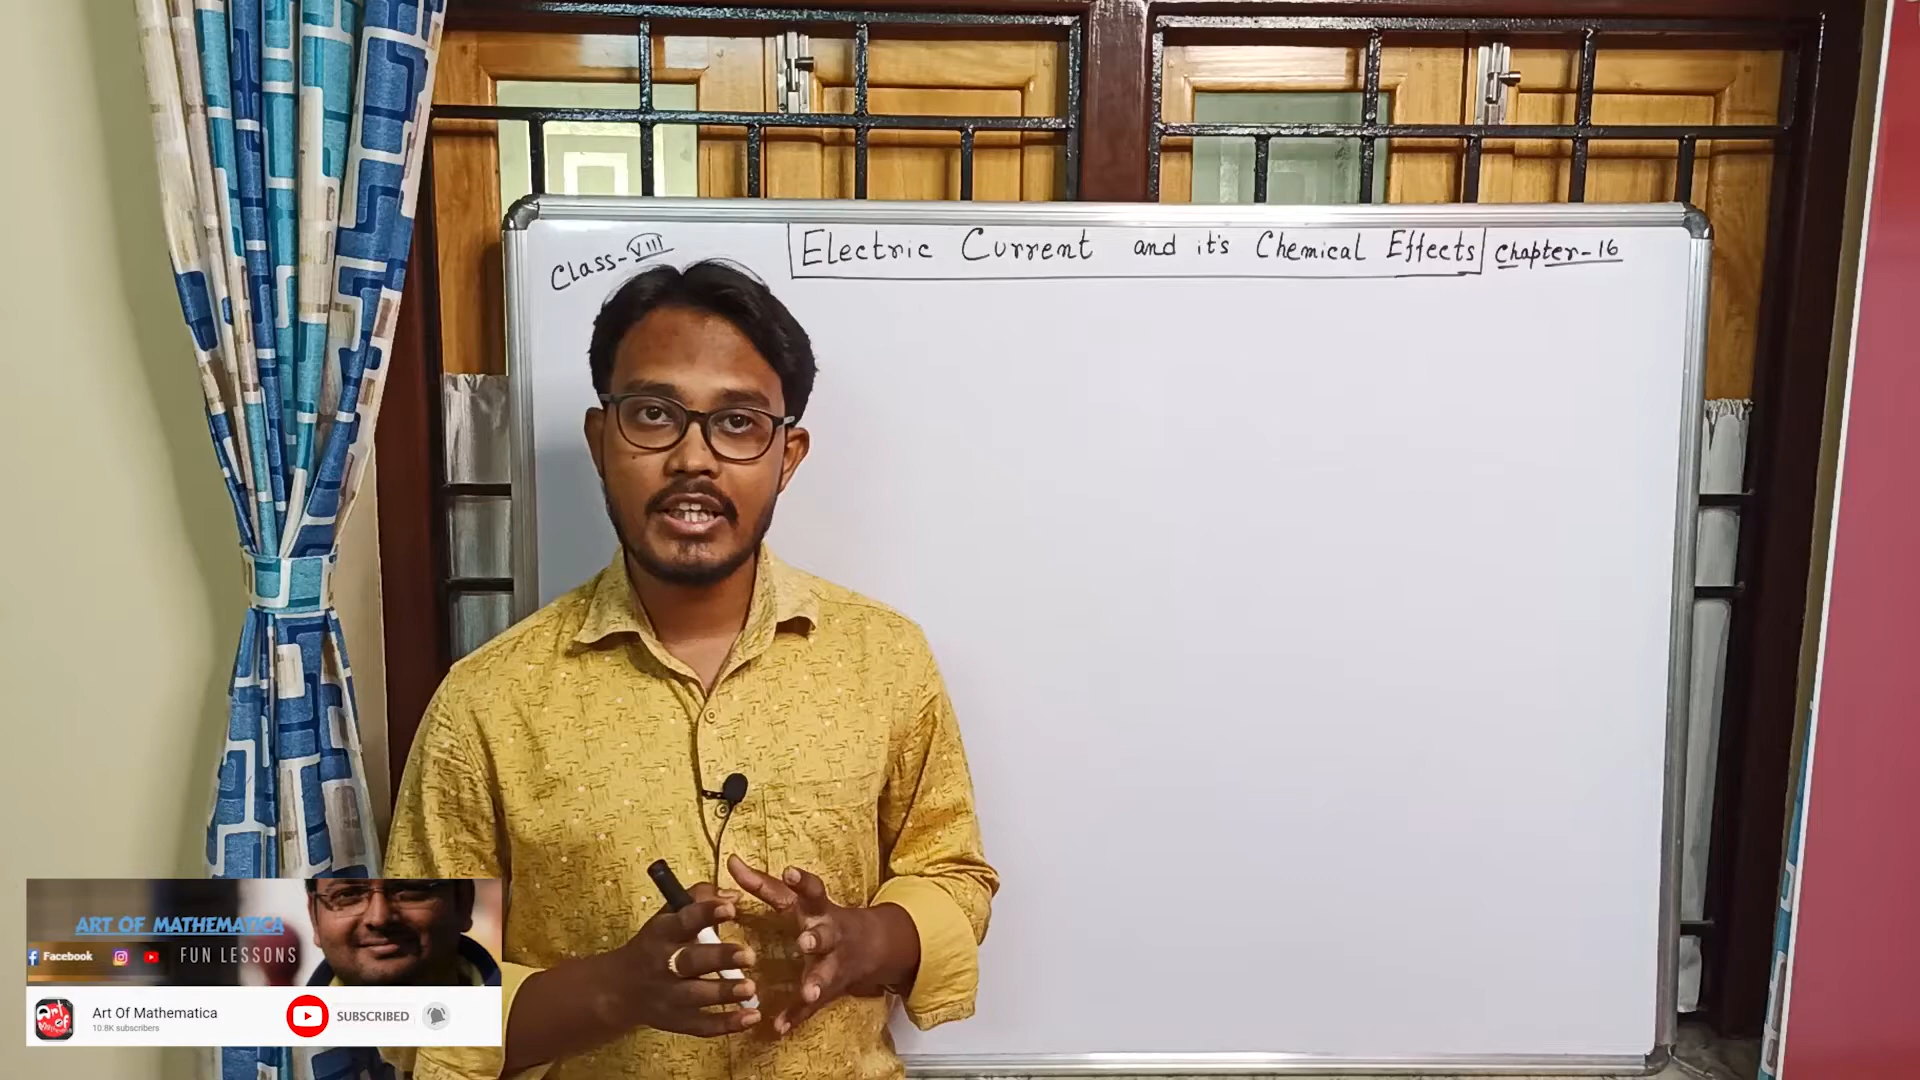 Class-VIII
Electric Current and it's Chemical Effects
Chapter-16
ART OF MATHEMATICA
Facebook
FUN LESSONS
Art Of Mathematica
10.8K subscribers
SUBSCRIBED